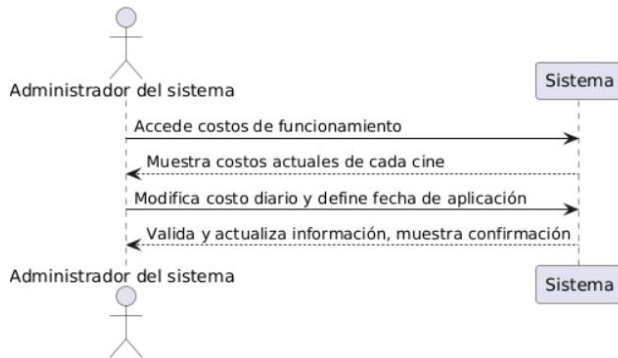 Administrador del sistema
Sistema
Accede costos de funcionamiento
Muestra costos actuales de cada cine
Modifica costo diario y define fecha de aplicación
Valida y actualiza información, muestra confirmación
Administrador del sistema
Sistema